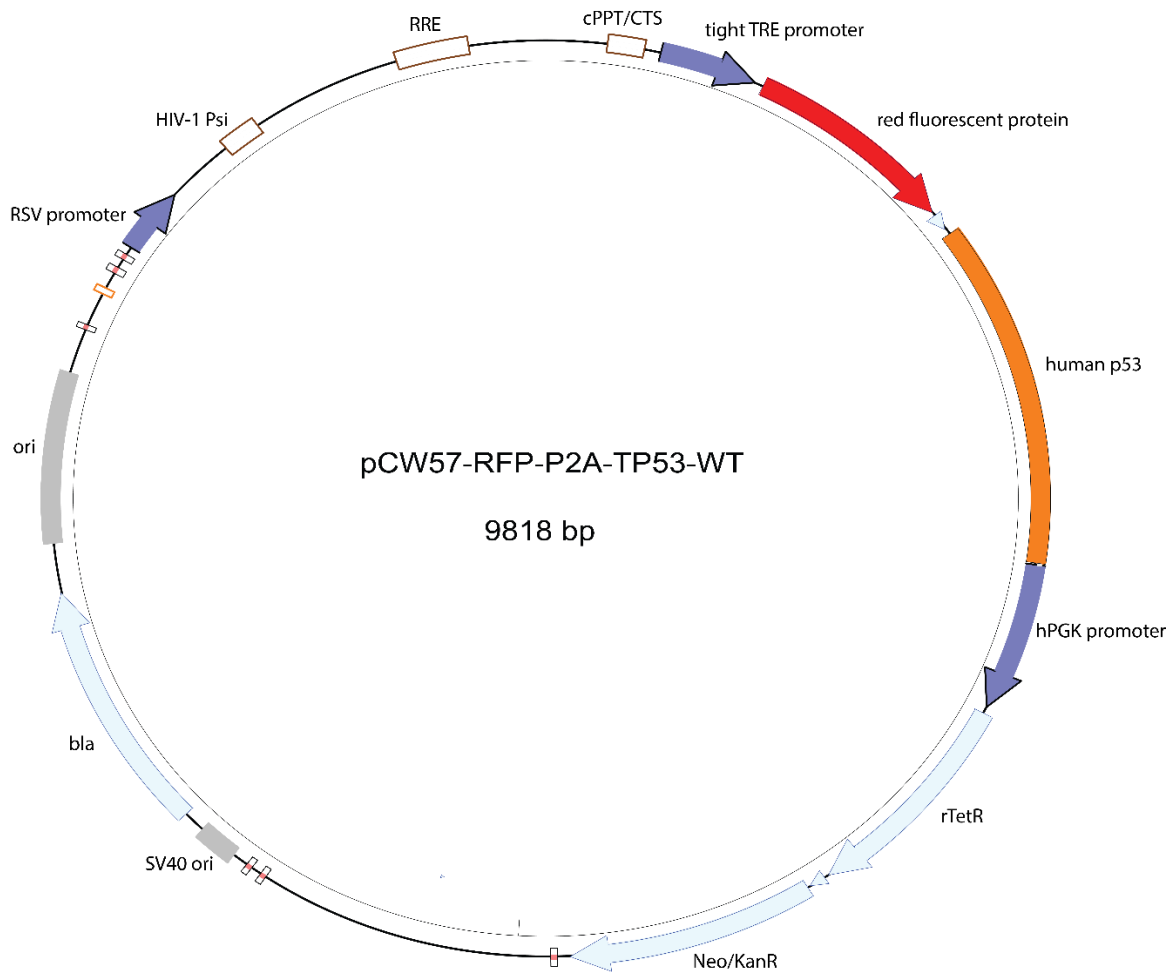 RRE
cPPT/CTS
tight TRE promoter
HIV-1 Psi
red fluorescent protein
RSV promoter
human p53
ori
pCW57-RFP-P2A-TP53-WT
9818 bp
hPGK promoter
bla
rTetR
SV40 ori
Neo/KanR